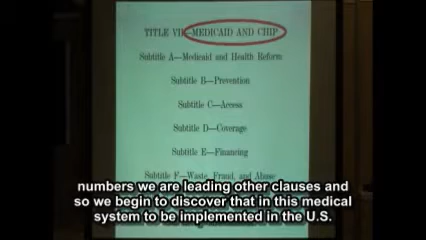 TITLE VII—MEDICAID AND CHIP
Subtitle A—Medicaid and Health Reform
Subtitle B—Prevention
Subtitle C—Access
Subtitle D—Coverage
Subtitle E—Financing
Subtitle F—Waste, Fraud, and Abuse
numbers we are leading other clauses and
so we begin to discover that in this medical
system to be implemented in the U.S.